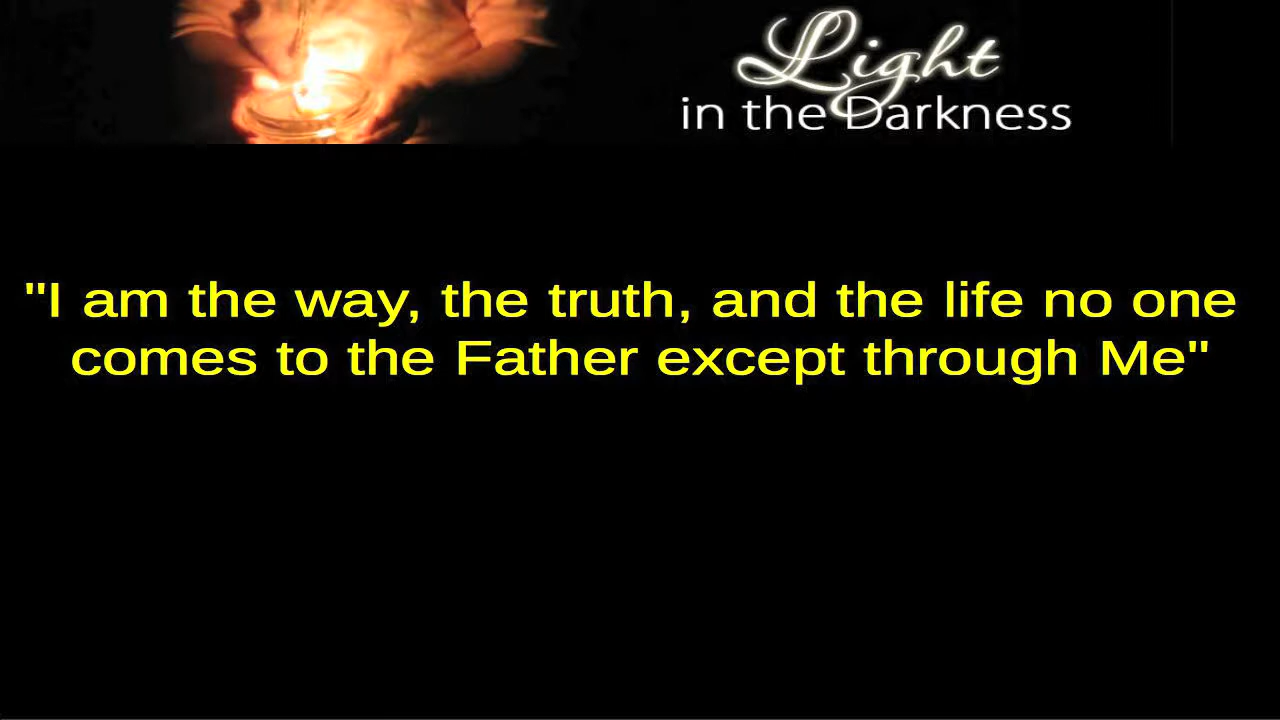 Light
in the Darkness
"I am the way, the truth, and the life no one
comes to the Father except through Me"